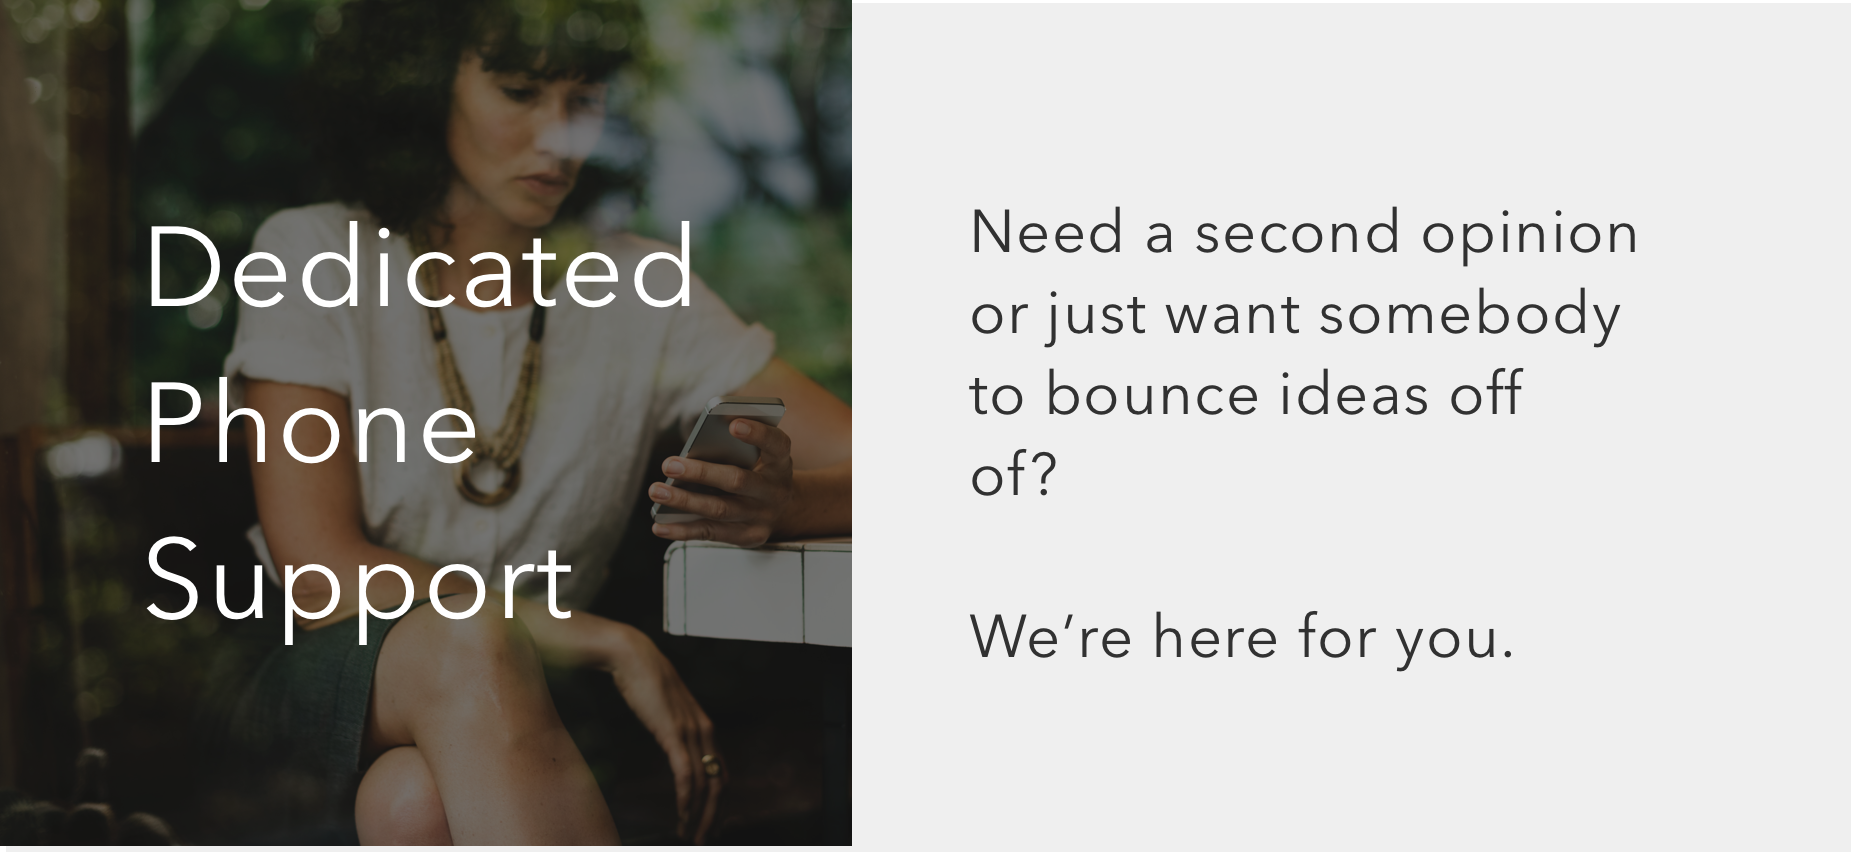 Dedicated
Phone
Support
Need a second opinion
or just want somebody
to bounce ideas off
of?
We’re here for you.